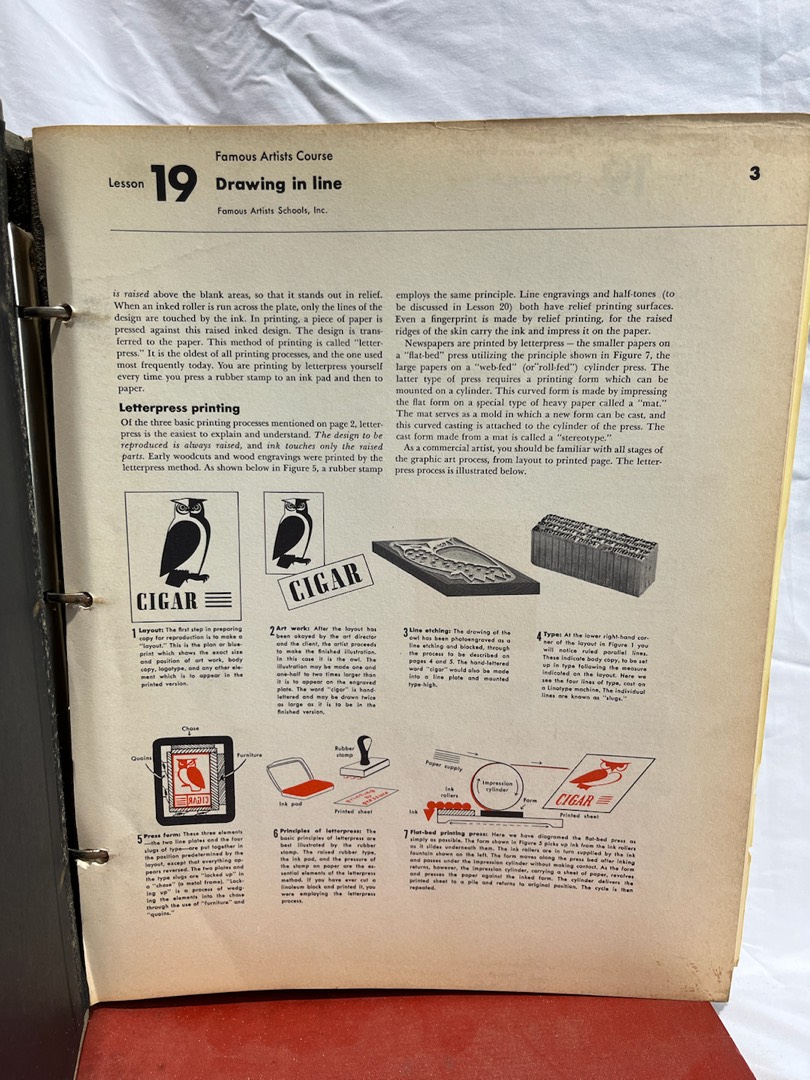 Famous Artists Course
Lesson 19 Drawing in line
Famous Artists Schools, Inc.
3
is raised above the blank areas, so that it stands out in relief.
When an inked roller is run across the plate, only the lines of the
design are touched by the ink. In printing, a piece of paper is
pressed against this raised inked design. The design is trans-
ferred to the paper. This method of printing is called "letter-
press." It is the oldest of all printing processes, and the one used
most frequently today. You are printing by letterpress yourself
every time you press a rubber stamp to an ink pad and then to
paper.
Letterpress printing
Of the three basic printing processes mentioned on page 2, letter-
press is the easiest to explain and understand. The design to be
reproduced is always raised, and ink touches only the raised
parts. Early woodcuts and wood engravings were printed by the
letterpress method. As shown below in Figure 5, a rubber stamp
employs the same principle. Line engravings and half-tones (to
be discussed in Lesson 20) both have relief printing surfaces.
Even a fingerprint is made by relief printing, for the raised
ridges of the skin carry the ink and impress it on the paper.
Newspapers are printed by letterpress — the smaller papers on
a "flat-bed" press utilizing the principle shown in Figure 7, the
large papers on a "web-fed" (or "roll-fed") cylinder press. The
latter type of press requires a printing form which can be
mounted on a cylinder. This curved form is made by impressing
the flat form on a special type of heavy paper called a "mat."
The mat serves as a mold in which a new form can be cast, and
this curved casting is attached to the cylinder of the press. The
cast form made from a mat is called a "stereotype."
As a commercial artist, you should be familiar with all stages of
the graphic art process, from layout to printed page. The letter-
press process is illustrated below.
CIGAR
CIGAR
1 Layout: The first step in preparing
copy for reproduction is to make a
"layout." This is the plan or blue-
print which shows the exact size
and position of art work, body
copy, logotype, and any other ele-
ment which is to appear in the
printed version.
2 Art work: After the layout has
been okayed by the art director
and the client, the artist proceeds
to make the finished illustration.
In this case it is the owl. The
illustration may be made one and
one-half to two times larger than
it is to appear on the engraved
plate. The word "cigar" is hand-
lettered and may be drawn twice
as large as it is to be in the
finished version.
3 Line etching: The drawing of the
owl has been photoengraved as a
line etching and blocked, through
the process to be described on
pages 4 and 5. The hand-lettered
word "cigar" would also be made
into a line plate and mounted
type-high.
4 Type: At the lower right-hand cor-
ner of the layout in Figure 1 you
will notice ruled parallel lines.
These indicate body copy, to be set
up in type following the measure
indicated on the layout. Here we
see the four lines of type, cast on
a Linotype machine. The individual
lines are known as "slugs."
Chase
Quoins
Furniture
CIGAR
Rubber
stamp
Ink pad
Printed sheet
Paper supply
Impression
cylinder
Ink
rollers
Ink
Form
CIGAR
Printed sheet
5 Press form: These three elements
—the two line plates and the four
slugs of type—are put together in
the position predetermined by the
layout, except that everything ap-
pears reversed. The two plates and
the type slugs are "locked up" in
a "chase" (a metal frame). "Lock-
ing up" is a process of wedg-
ing the elements into the chase
through the use of "furniture" and
"quoins."
6 Principles of letterpress: The
basic principles of letterpress are
best illustrated by the rubber
stamp. The raised rubber type,
the ink pad, and the pressure of
the stamp on paper are the es-
sential elements of the letterpress
method. If you have ever cut a
linoleum block and printed it, you
were employing the letterpress
process.
7 Flat-bed printing press: Here we have diagramed the flat-bed press as
simply as possible. The form shown in Figure 5 picks up ink from the ink rollers
as it slides underneath them. The ink rollers are in turn supplied by the ink
fountain shown on the left. The form moves along the press bed after inking
and passes under the impression cylinder without making contact. As the form
returns, however, the impression cylinder, carrying a sheet of paper, revolves
and presses the paper against the inked form. The cylinder delivers the
printed sheet to a pile and returns to original position. The cycle is then
repeated.